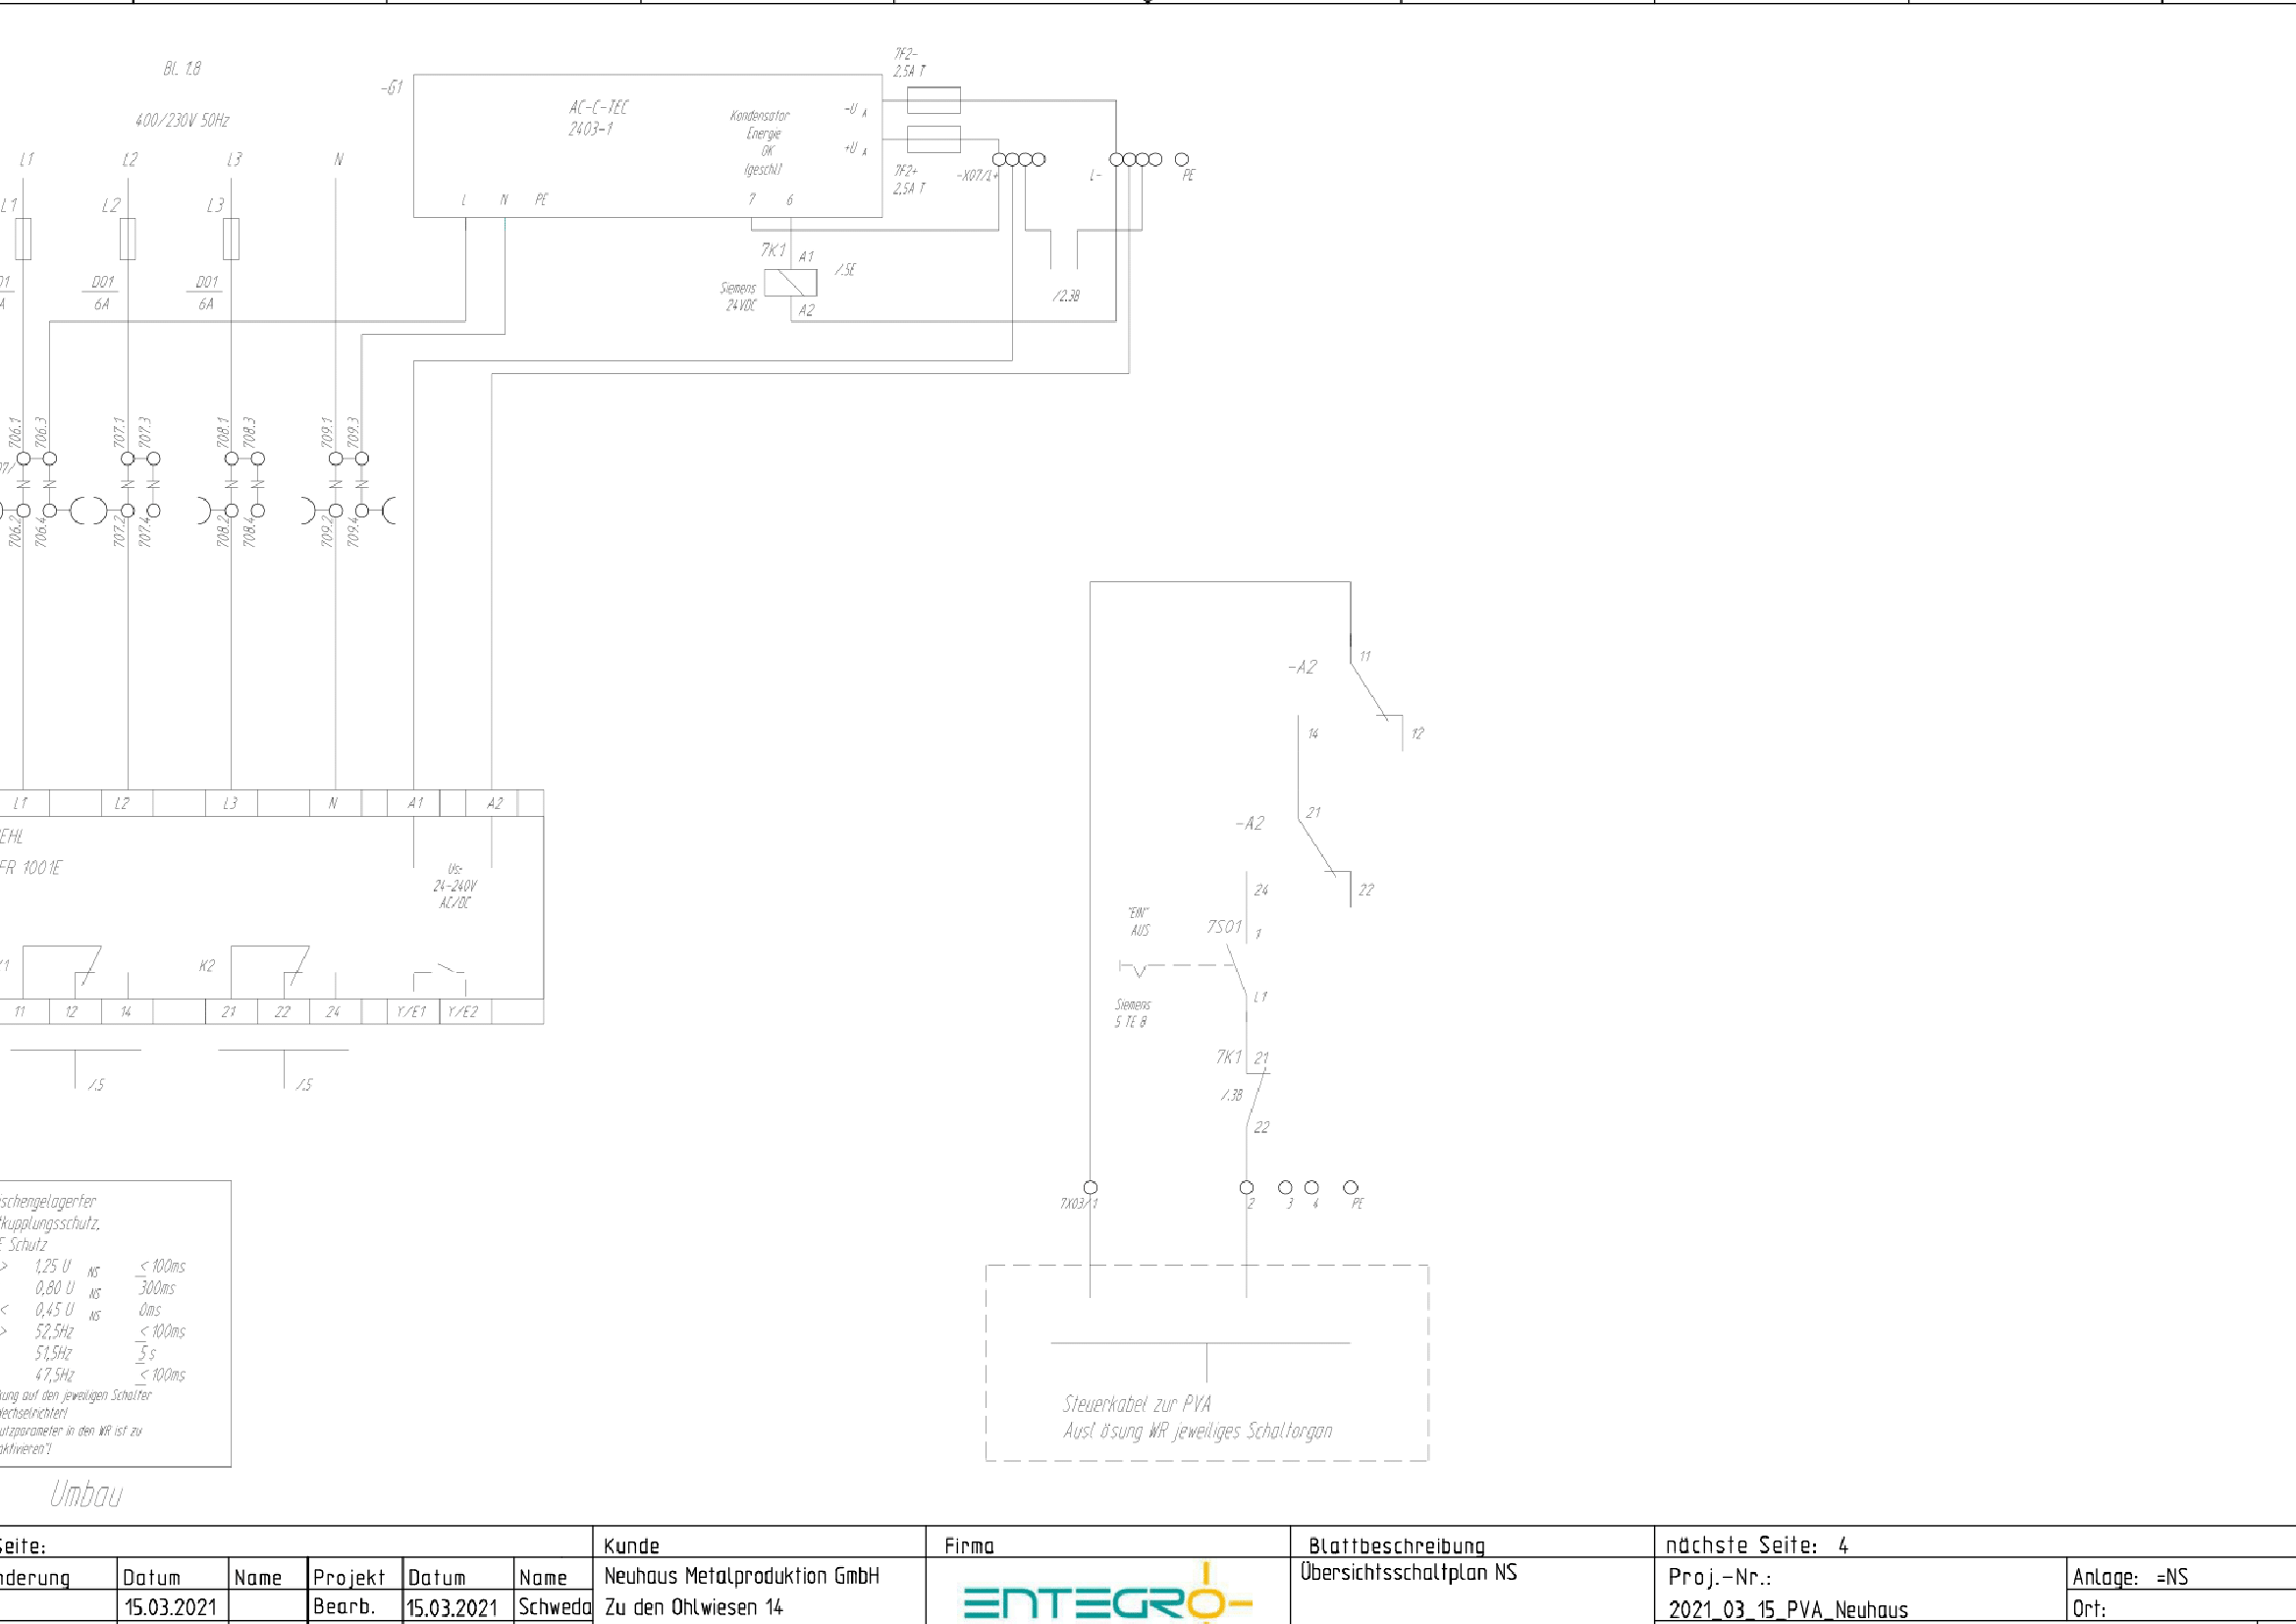 BL 1.8
400/230V 50Hz
L1
L2
L3
N
L1
L2
L3
D01
6A
D01
6A
-G1
AC-C-TEC
2403-1
Kondensator
Energie
OK
(geschl)
-U A
+U A
L
N
PE
7
6
7F2-
2,5A T
7F2+
2,5A T
-X07/L+
L-
PE
7K1
A1
/.5E
Siemens
24VDC
A2
/2.3B
706.1
706.3
707.1
707.3
708.1
708.3
709.1
709.3
706.2
706.4
707.2
707.4
708.2
708.4
709.2
709.4
L1
L2
L3
N
A1
A2
FR 1001E
Us:
24-240V
AC/DC
K2
11
12
14
21
22
24
Y/E1
Y/E2
/.5
/.5
-A2
11
12
14
-A2
21
22
24
"EIN"
AUS
7S01
1
L1
Siemens
5 TE 8
7K1
21
/.3B
22
7X03/1
2
3
4
PE
Steuerkabel zur PVA
Auslösung WR jeweiliges Schaltorgan
schengelagerter
kupplungsschutz,
E Schutz
> 1,25 U NS <100ms
0,80 U NS 300ms
< 0,45 U NS 0ms
> 52,5Hz <100ms
51,5Hz 5 s
47,5Hz <100ms
kung auf den jeweiligen Schalter
Wechselrichter!
utzparameter in den WR ist zu
aktivieren"!
Umbau
Seite:
nderung
Datum
Name
Projekt
Datum
Name
15.03.2021
Bearb.
15.03.2021
Schweda
Kunde
Neuhaus Metalproduktion GmbH
Zu den Ohlwiesen 14
Firma
ENTEGRO
Blattbeschreibung
Übersichtsschaltplan NS
nächste Seite: 4
Proj.-Nr.:
2021_03_15_PVA_Neuhaus
Anlage: =NS
Ort: